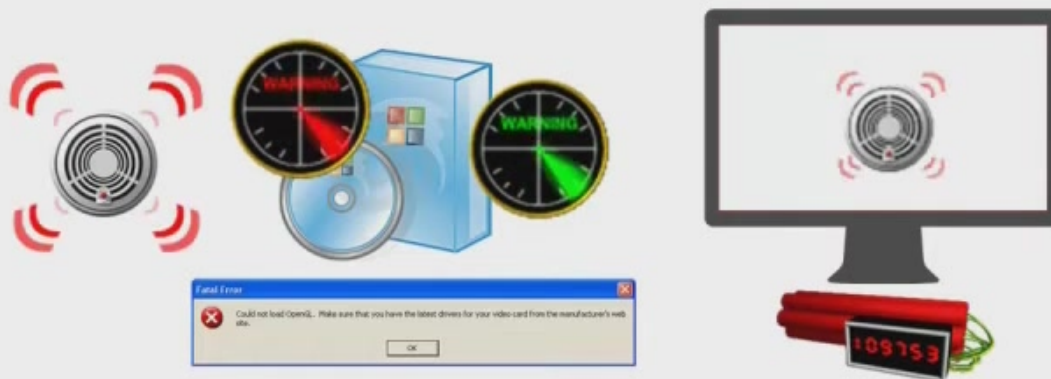 WARNING
WARNING
Fatal Error
Could not load OpenGL. Make sure that you have the latest drivers for your video card from the manufacturer's web
site.
OK
:09753